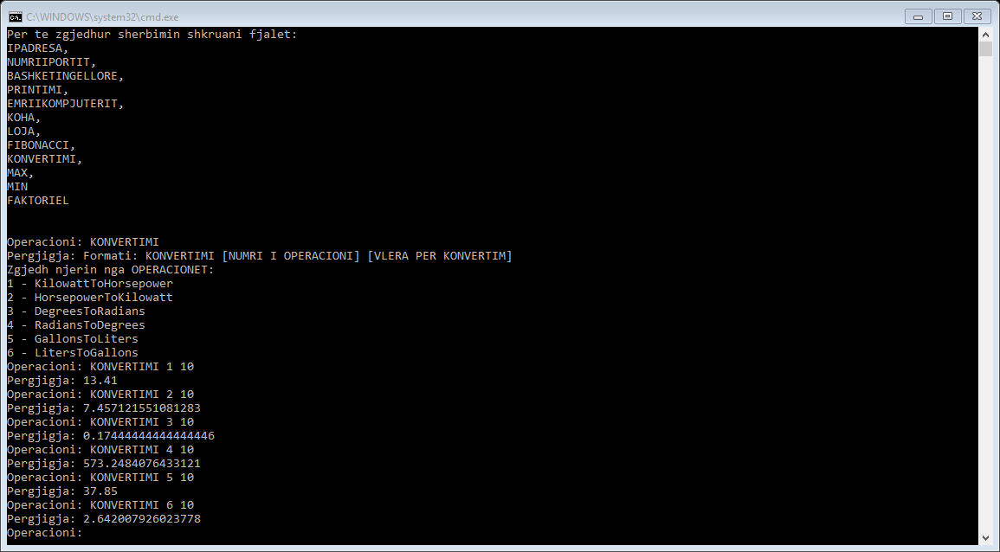 C:\WINDOWS\system32\cmd.exe
Per te zgjedhur sherbimin shkruani fjalet:
IPADRESA,
NUMRIIPORTIT,
BASHKETINGELLORE,
PRINTIMI,
EMRIIKOMPJUTERIT,
KOHA,
LOJA,
FIBONACCI,
KONVERTIMI,
MAX,
MIN
FAKTORIEL
Operacioni: KONVERTIMI
Pergjigja: Formati: KONVERTIMI [NUMRI I OPERACIONI] [VLERA PER KONVERTIM]
Zgjedh njerin nga OPERACIONET:
1 - KilowattToHorsepower
2 - HorsepowerToKilowatt
3 - DegreesToRadians
4 - RadiansToDegrees
5 - GallonsToLiters
6 - LitersToGallons
Operacioni: KONVERTIMI 1 10
Pergjigja: 13.41
Operacioni: KONVERTIMI 2 10
Pergjigja: 7.457121551081283
Operacioni: KONVERTIMI 3 10
Pergjigja: 0.17444444444444446
Operacioni: KONVERTIMI 4 10
Pergjigja: 573.2484076433121
Operacioni: KONVERTIMI 5 10
Pergjigja: 37.85
Operacioni: KONVERTIMI 6 10
Pergjigja: 2.642007926023778
Operacioni: